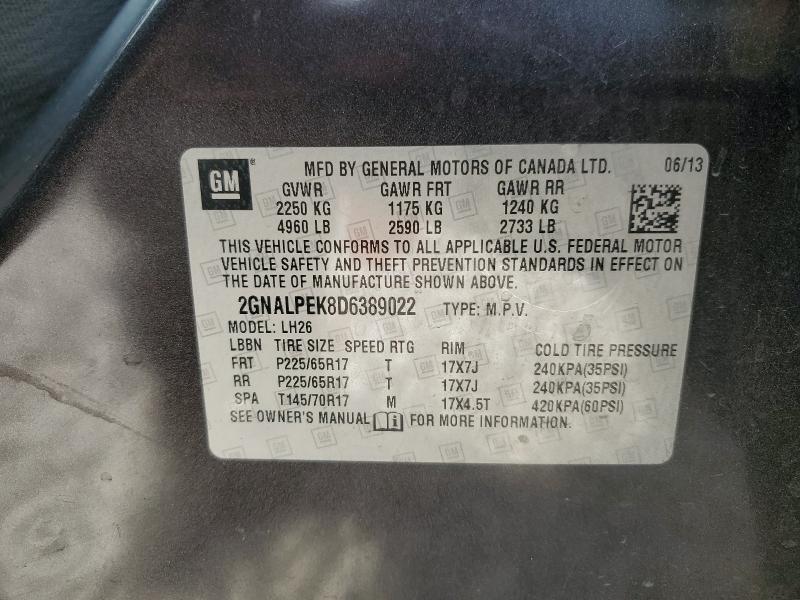 GM® MFD BY GENERAL MOTORS OF CANADA LTD. 06/13
GVWR GAWR FRT GAWR RR
2250 KG 1175 KG 1240 KG
4960 LB 2590 LB 2733 LB
THIS VEHICLE CONFORMS TO ALL APPLICABLE U.S. FEDERAL MOTOR
VEHICLE SAFETY AND THEFT PREVENTION STANDARDS IN EFFECT ON
THE DATE OF MANUFACTURE SHOWN ABOVE.
2GNALPEK8D6389022 TYPE: M.P.V.
MODEL: LH26
LBBN TIRE SIZE SPEED RTG RIM COLD TIRE PRESSURE
FRT P225/65R17 T 17X7J 240KPA(35PSI)
RR P225/65R17 T 17X7J 240KPA(35PSI)
SPA T145/70R17 M 17X4.5T 420KPA(60PSI)
SEE OWNER'S MANUAL FOR MORE INFORMATION.